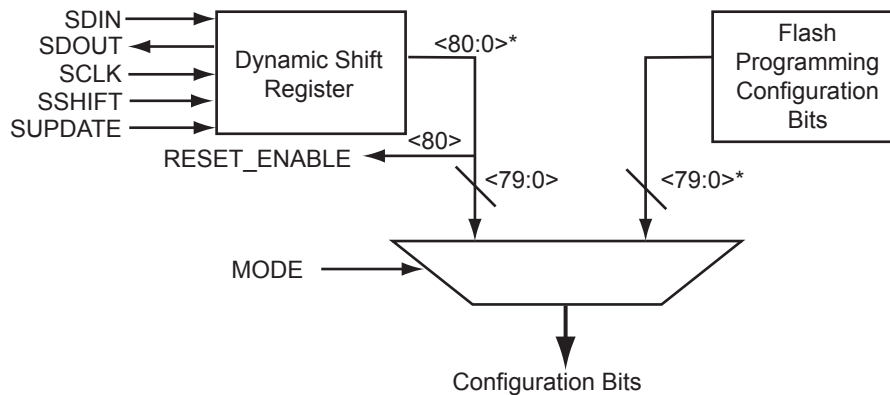 SDIN
SDOUT
SCLK
SSHIFT
SUPDATE
Dynamic Shift
Register
<80:0>*
Flash
Programming
Configuration
Bits
<80>
RESET_ENABLE
<79:0>
<79:0>*
MODE
Configuration Bits